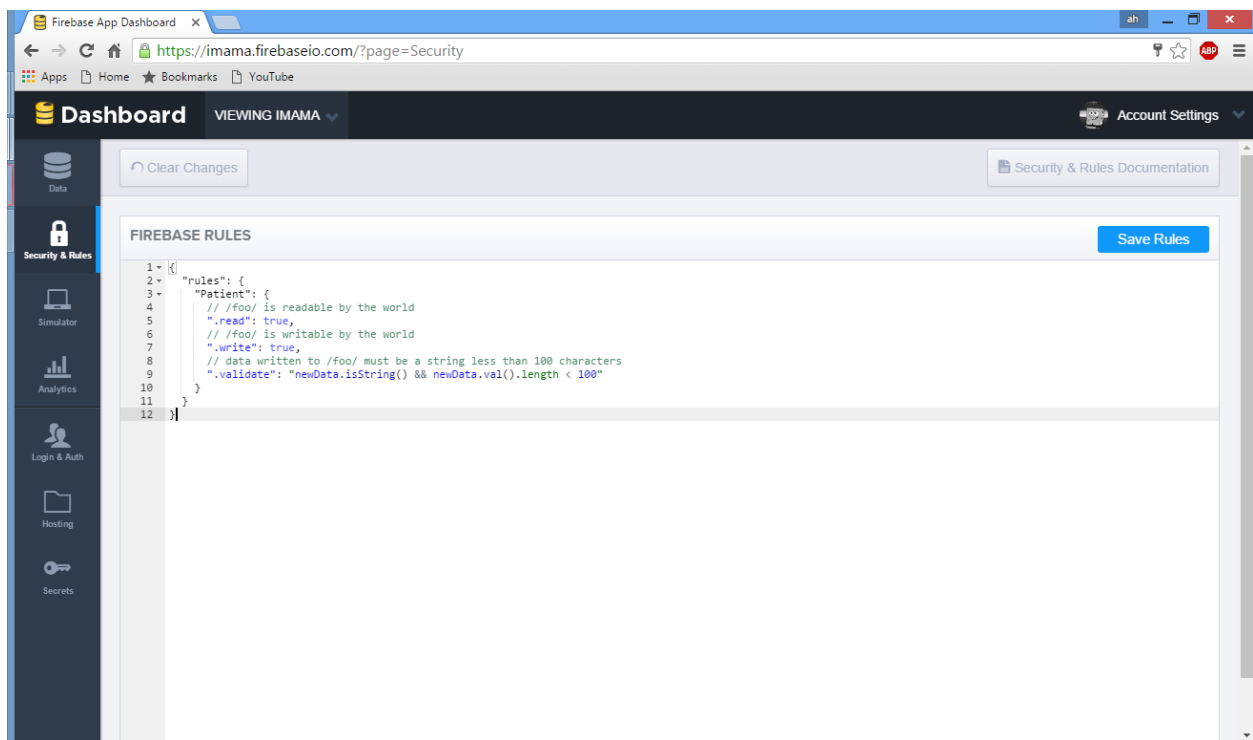 Firebase App Dashboard
ah
https://imama.firebaseio.com/?page=Security
ABP
Apps Home Bookmarks YouTube
Dashboard VIEWING IMAMA Account Settings
Data
Clear Changes Security & Rules Documentation
Security & Rules
FIREBASE RULES Save Rules
1 {
2 "rules": {
3 "Patient": {
4 // /foo/ is readable by the world
5 ".read": true,
6 // /foo/ is writable by the world
7 ".write": true,
8 // data written to /foo/ must be a string less than 100 characters
9 ".validate": "newData.isString() && newData.val().length < 100"
10 }
11 }
12 }
Simulator
Analytics
Login & Auth
Hosting
Secrets